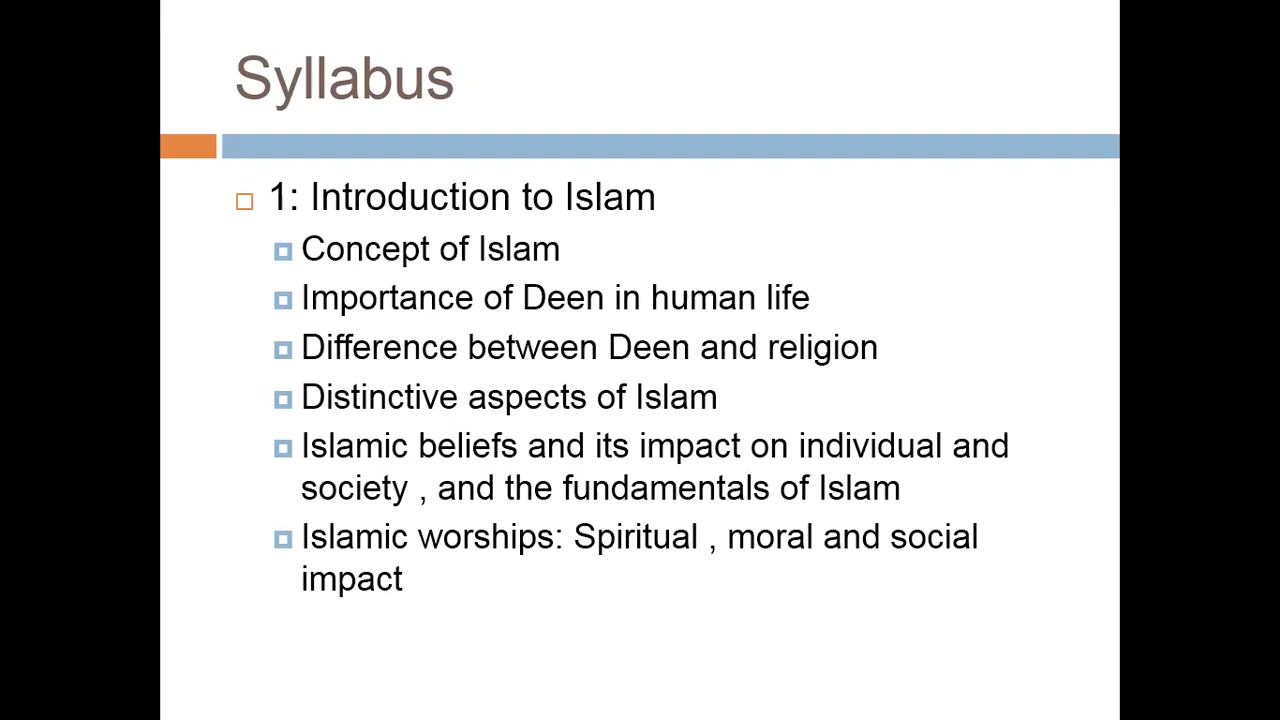 Syllabus
1: Introduction to Islam
Concept of Islam
Importance of Deen in human life
Difference between Deen and religion
Distinctive aspects of Islam
Islamic beliefs and its impact on individual and
society , and the fundamentals of Islam
Islamic worships: Spiritual , moral and social
impact